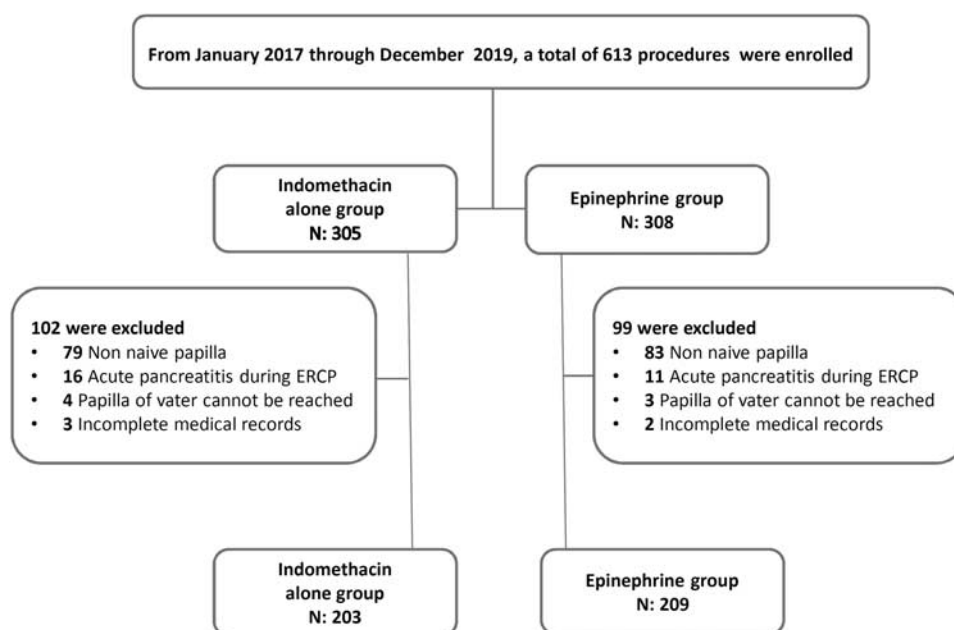 From January 2017 through December 2019, a total of 613 procedures were enrolled
Indomethacin
alone group
N: 305
Epinephrine group
N: 308
102 were excluded
• 79 Non naive papilla
• 16 Acute pancreatitis during ERCP
• 4 Papilla of vater cannot be reached
• 3 Incomplete medical records
99 were excluded
• 83 Non naive papilla
• 11 Acute pancreatitis during ERCP
• 3 Papilla of vater cannot be reached
• 2 Incomplete medical records
Indomethacin
alone group
N: 203
Epinephrine group
N: 209